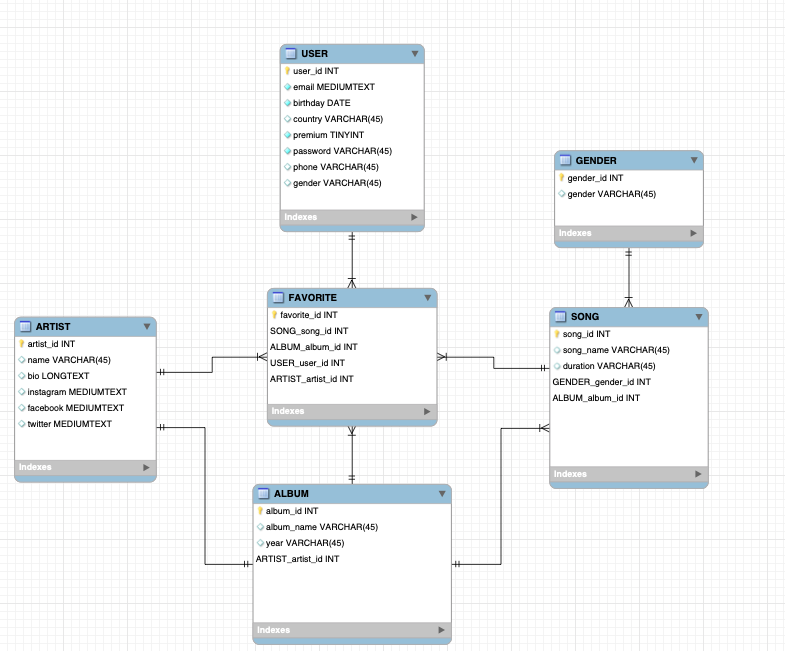 USER
user_id INT
email MEDIUMTEXT
birthday DATE
country VARCHAR(45)
premium TINYINT
password VARCHAR(45)
phone VARCHAR(45)
gender VARCHAR(45)
Indexes
GENDER
gender_id INT
gender VARCHAR(45)
Indexes
FAVORITE
favorite_id INT
SONG_song_id INT
ALBUM_album_id INT
USER_user_id INT
ARTIST_artist_id INT
Indexes
ARTIST
artist_id INT
name VARCHAR(45)
bio LONGTEXT
instagram MEDIUMTEXT
facebook MEDIUMTEXT
twitter MEDIUMTEXT
Indexes
SONG
song_id INT
song_name VARCHAR(45)
duration VARCHAR(45)
GENDER_gender_id INT
ALBUM_album_id INT
Indexes
ALBUM
album_id INT
album_name VARCHAR(45)
year VARCHAR(45)
ARTIST_artist_id INT
Indexes